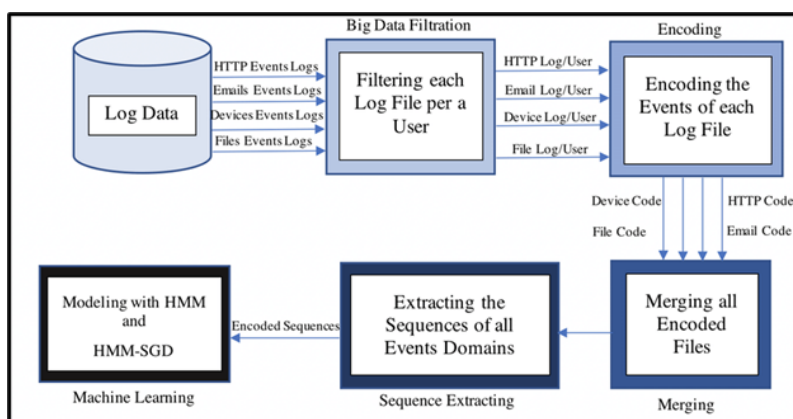 Big Data Filtration
Encoding
Log Data
HTTP Events Logs
Emails Events Logs
Devices Events Logs
Files Events Logs
Filtering each
Log File per a
User
HTTP Log/User
Email Log/User
Device Log/User
File Log/User
Encoding the
Events of each
Log File
Device Code
HTTP Code
File Code
Email Code
Modeling with HMM
and
HMM-SGD
Encoded Sequences
Extracting the
Sequences of all
Events Domains
Merging all
Encoded
Files
Machine Learning
Sequence Extracting
Merging